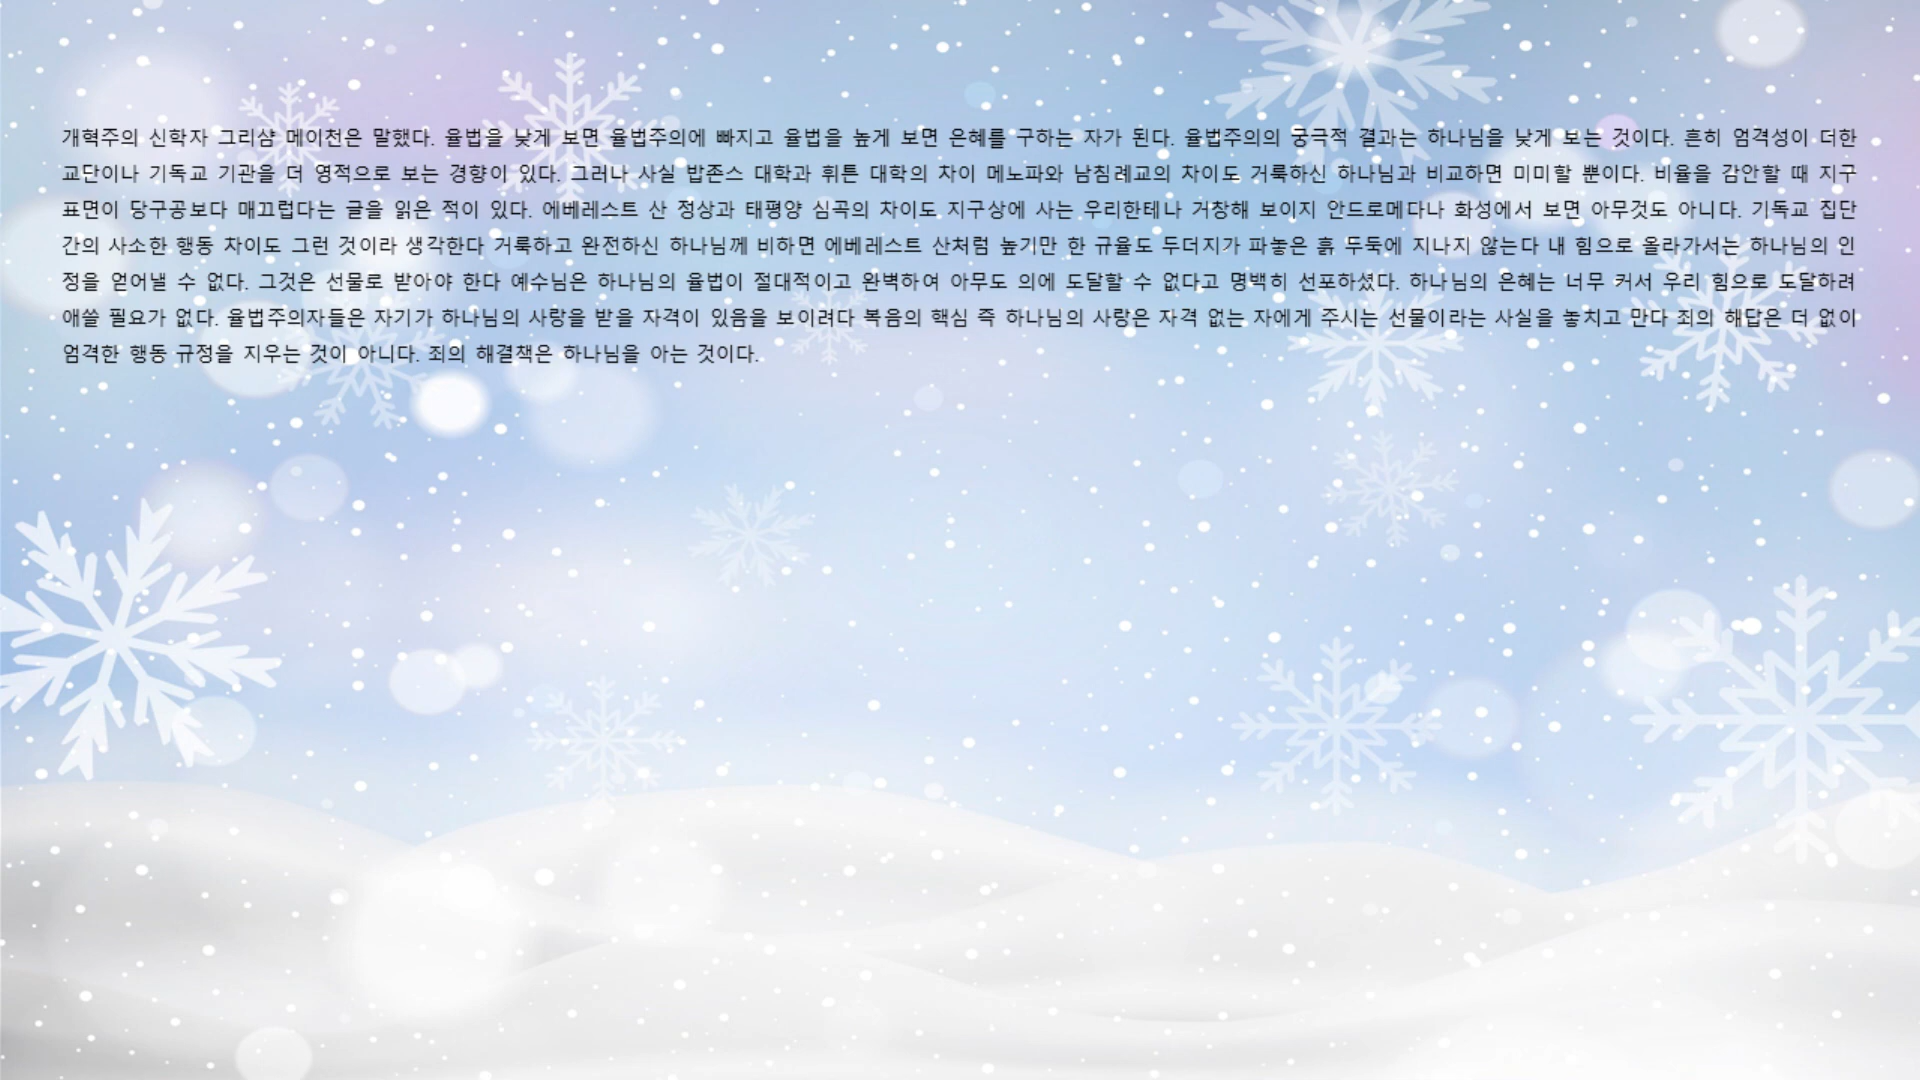 개혁주의 신학자 그리샴 메이천은 말했다. 율법을 낮게 보면 율법주의에 빠지고 율법을 높게 보면 은혜를 구하는 자가 된다. 율법주의의 궁극적 결과는 하나님을 낮게 보는 것이다. 흔히 엄격성이 더한
교단이나 기독교 기관을 더 영적으로 보는 경향이 있다. 그러나 사실 밥존스 대학과 휘튼 대학의 차이 메노파와 남침례교의 차이도 거룩하신 하나님과 비교하면 미미할 뿐이다. 비율을 감안할 때 지구
표면이 당구공보다 매끄럽다는 글을 읽은 적이 있다. 에베레스트 산 정상과 태평양 심곡의 차이도 지구상에 사는 우리한테나 거창해 보이지 안드로메다나 화성에서 보면 아무것도 아니다. 기독교 집단
간의 사소한 행동 차이도 그런 것이라 생각한다 거룩하고 완전하신 하나님께 비하면 에베레스트 산처럼 높기만 한 규율도 두더지가 파놓은 흙 두둑에 지나지 않는다 내 힘으로 올라가서는 하나님의 인
정을 얻어낼 수 없다. 그것은 선물로 받아야 한다 예수님은 하나님의 율법이 절대적이고 완벽하여 아무도 의에 도달할 수 없다고 명백히 선포하셨다. 하나님의 은혜는 너무 커서 우리 힘으로 도달하려
애쓸 필요가 없다. 율법주의자들은 자기가 하나님의 사랑을 받을 자격이 있음을 보이려다 복음의 핵심 즉 하나님의 사랑은 자격 없는 자에게 주시는 선물이라는 사실을 놓치고 만다 죄의 해답은 더 없이
엄격한 행동 규정을 지우는 것이 아니다. 죄의 해결책은 하나님을 아는 것이다.